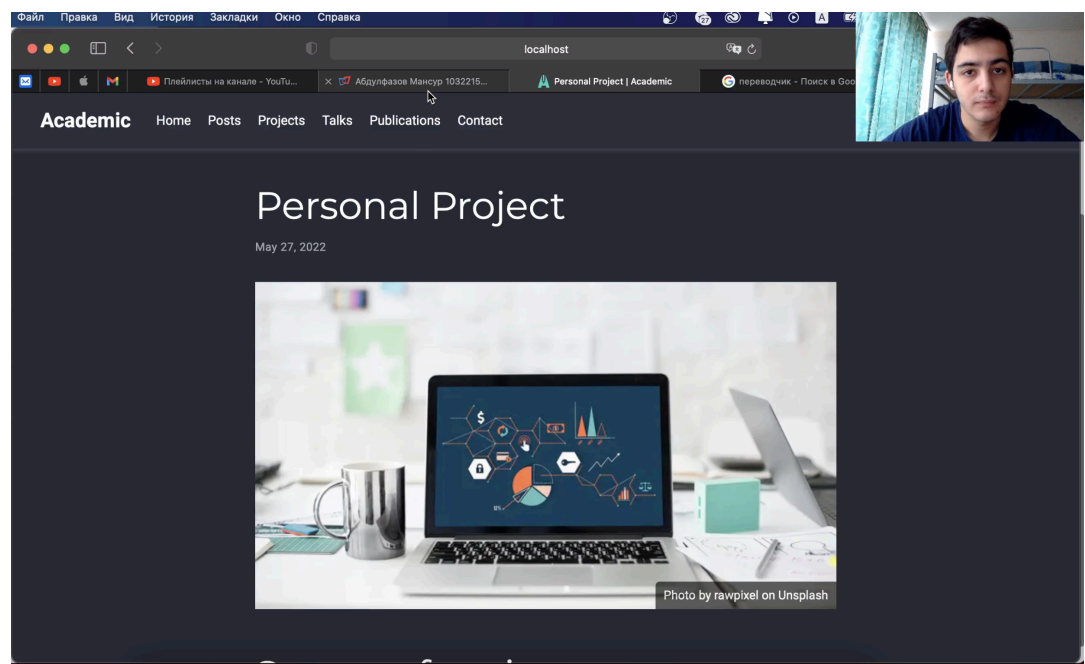 Файл Правка Вид История Закладки Окно Справка
27 A
localhost
Плейлисты на канале - YouTu... Абдулфазов Мансур 1032215... Personal Project | Academic переводчик - Поиск в Goo
Academic Home Posts Projects Talks Publications Contact
Personal Project
May 27, 2022
$
Photo by rawpixel on Unsplash